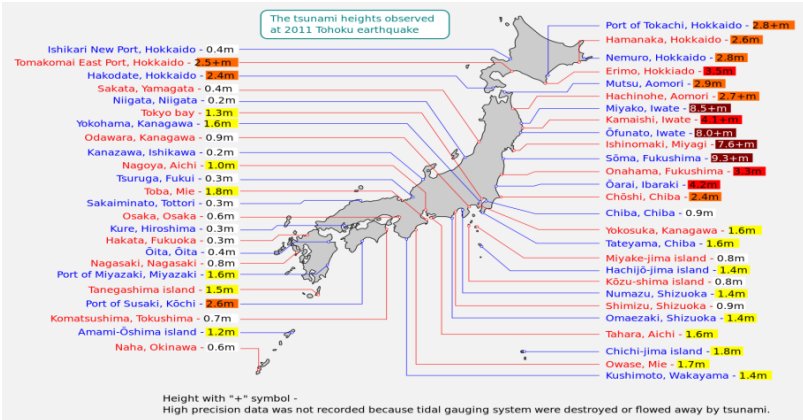 The tsunami heights observed
at 2011 Tohoku earthquake
Ishikari New Port, Hokkaido - 0.4m
Tomakomai East Port, Hokkaido - 2.5+m
Hakodate, Hokkaido - 2.4m
Sakata, Yamagata - 0.4m
Niigata, Niigata - 0.2m
Tokyo bay - 1.3m
Yokohama, Kanagawa - 1.6m
Odawara, Kanagawa - 0.9m
Kanazawa, Ishikawa - 0.2m
Nagoya, Aichi - 1.0m
Tsuruga, Fukui - 0.3m
Toba, Mie - 1.8m
Sakaiminato, Tottori - 0.3m
Osaka, Osaka - 0.6m
Kure, Hiroshima - 0.3m
Hakata, Fukuoka - 0.3m
Ōita, Ōita - 0.4m
Nagasaki, Nagasaki - 0.8m
Port of Miyazaki, Miyazaki - 1.6m
Tanegashima island - 1.5m
Port of Susaki, Kōchi - 2.6m
Komatsushima, Tokushima - 0.7m
Amami-Ōshima island - 1.2m
Naha, Okinawa - 0.6m
Port of Tokachi, Hokkaido - 2.8+m
Hamanaka, Hokkaido - 2.6m
Nemuro, Hokkaido - 2.8m
Erimo, Hokkiado - 3.5m
Mutsu, Aomori - 2.9m
Hachinohe, Aomori - 2.7+m
Miyako, Iwate - 8.5+m
Kamaishi, Iwate - 4.1+m
Ōfunato, Iwate - 8.0+m
Ishinomaki, Miyagi - 7.6+m
Sōma, Fukushima - 9.3+m
Onahama, Fukushima - 3.3m
Ōarai, Ibaraki - 4.2m
Chōshi, Chiba - 2.4m
Chiba, Chiba - 0.9m
Yokosuka, Kanagawa - 1.6m
Tateyama, Chiba - 1.6m
Miyake-jima island - 0.8m
Hachijō-jima island - 1.4m
Kōzu-shima island - 0.8m
Numazu, Shizuoka - 1.4m
Shimizu, Shizuoka - 0.9m
Omaezaki, Shizuoka - 1.4m
Tahara, Aichi - 1.6m
Chichi-jima island - 1.8m
Owase, Mie - 1.7m
Kushimoto, Wakayama - 1.4m
Height with "+" symbol -
High precision data was not recorded because tidal gauging system were destroyed or flowed away by tsunami.